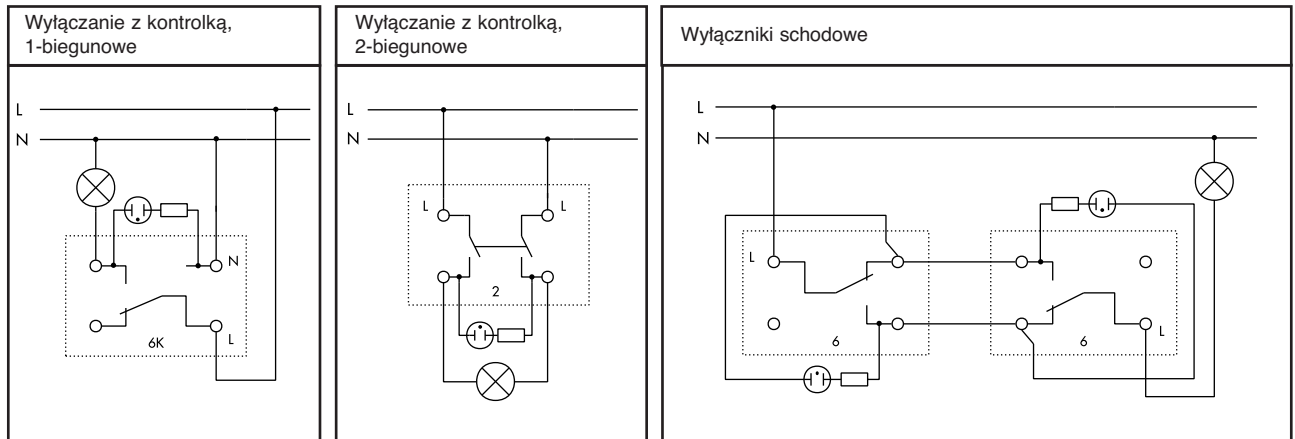 Wyłączanie z kontrolką,
1-biegunowe
L
N
N
L
6K
Wyłączanie z kontrolką,
2-biegunowe
L
N
L
L
2
Wyłączniki schodowe
L
N
L
6
L
6